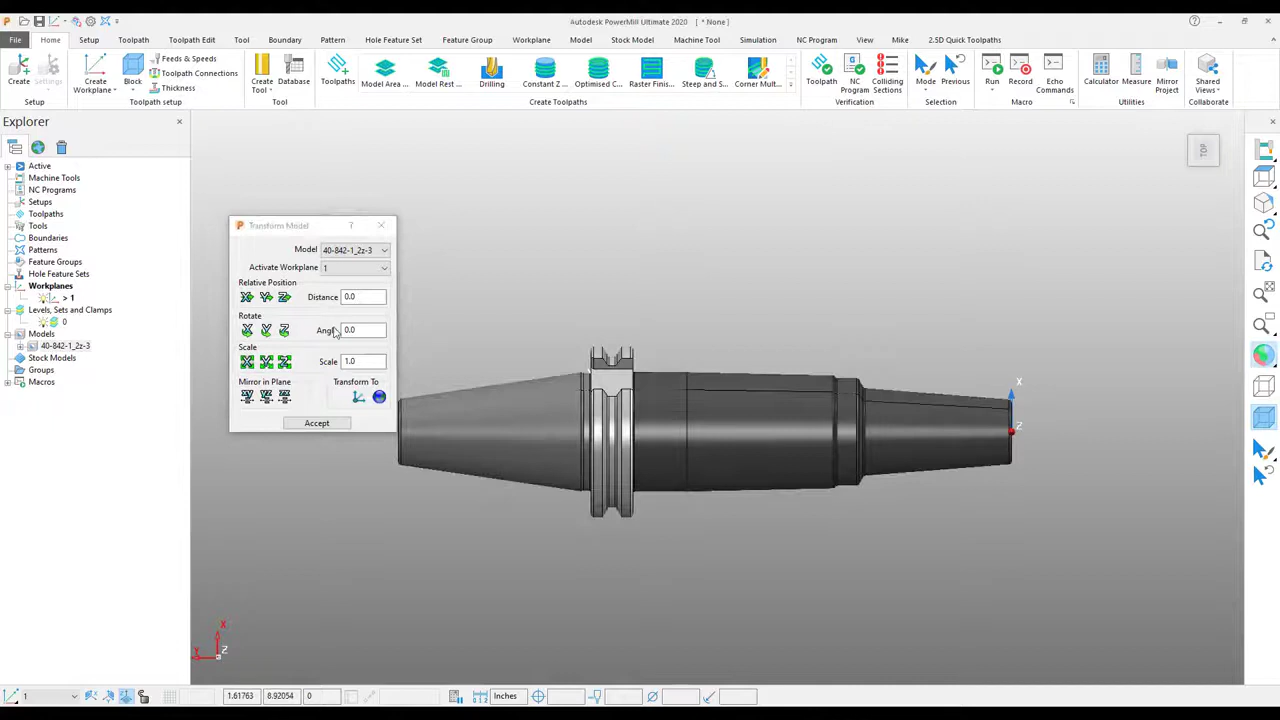 Autodesk PowerMill Ultimate 2020   [ *None ]
File Home Setup Toolpath Toolpath Edit Tool Boundary Pattern Hole Feature Set Feature Group Workplane Model Stock Model Machine Tool Simulation NC Program View Mike 2.5D Quick Toolpaths
Create
Settings
Setup
Create Workplane
Block
Feeds & Speeds
Toolpath Connections
Thickness
Toolpath setup
Create Tool
Database
Tool
Toolpaths
Model Area ...
Model Rest ...
Drilling
Constant Z ...
Optimised C...
Raster Finis...
Steep and S...
Corner Mult...
Create Toolpaths
Toolpath
NC Program
Collision Sections
Verification
Mode
Previous
Selection
Run
Record
Echo Commands
Macro
Calculator
Measure
Mirror Project
Utilities
Shared Views
Collaborate
Explorer
Active
Machine Tools
NC Programs
Setups
Toolpaths
Tools
Boundaries
Patterns
Feature Groups
Hole Feature Sets
Workplanes
> 1
Levels, Sets and Clamps
0
Models
40-842-1_2z-3
Stock Models
Groups
Macros
Transform Model ?
Model 40-842-1_2z-3
Activate Workplane 1
Relative Position
X Y Z Distance 0.0
Rotate
X Y Z Angle 0.0
Scale
X Y Z Scale 1.0
Mirror in Plane Transform To
Accept
TOP
X
Z
X
Y Z
1 1.61763 8.92054 0 Inches